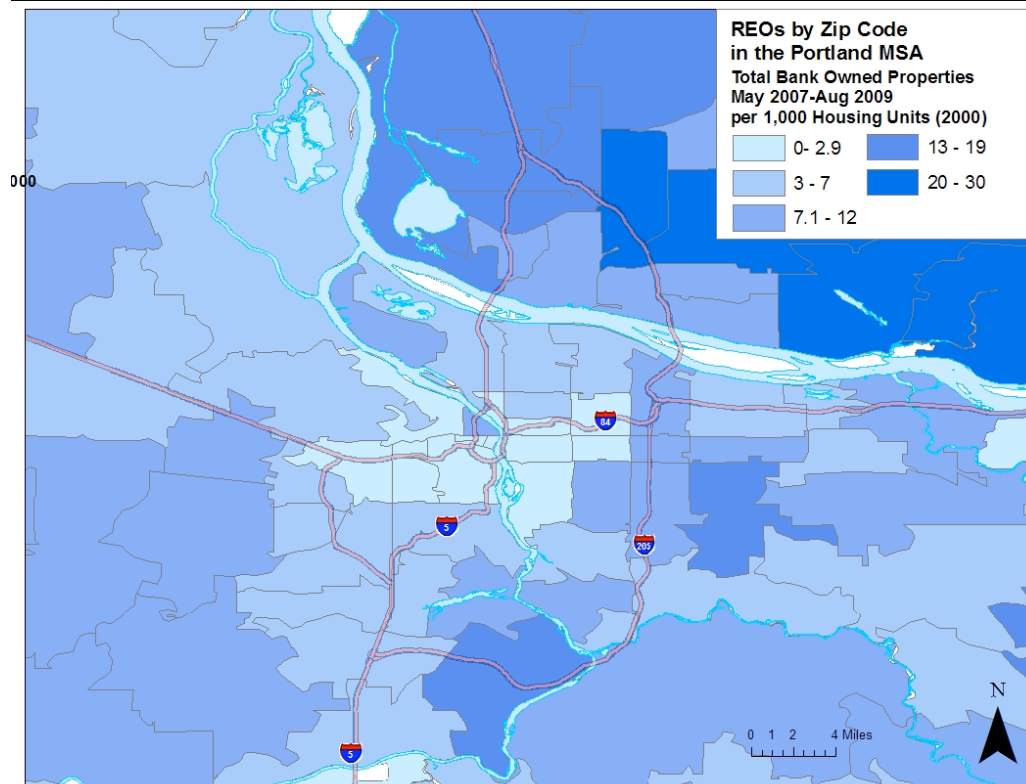 REOs by Zip Code
in the Portland MSA
Total Bank Owned Properties
May 2007-Aug 2009
per 1,000 Housing Units (2000)
0- 2.9
13 - 19
3 - 7
20 - 30
7.1 - 12
000
84
5
205
N
0 1 2 4 Miles
5